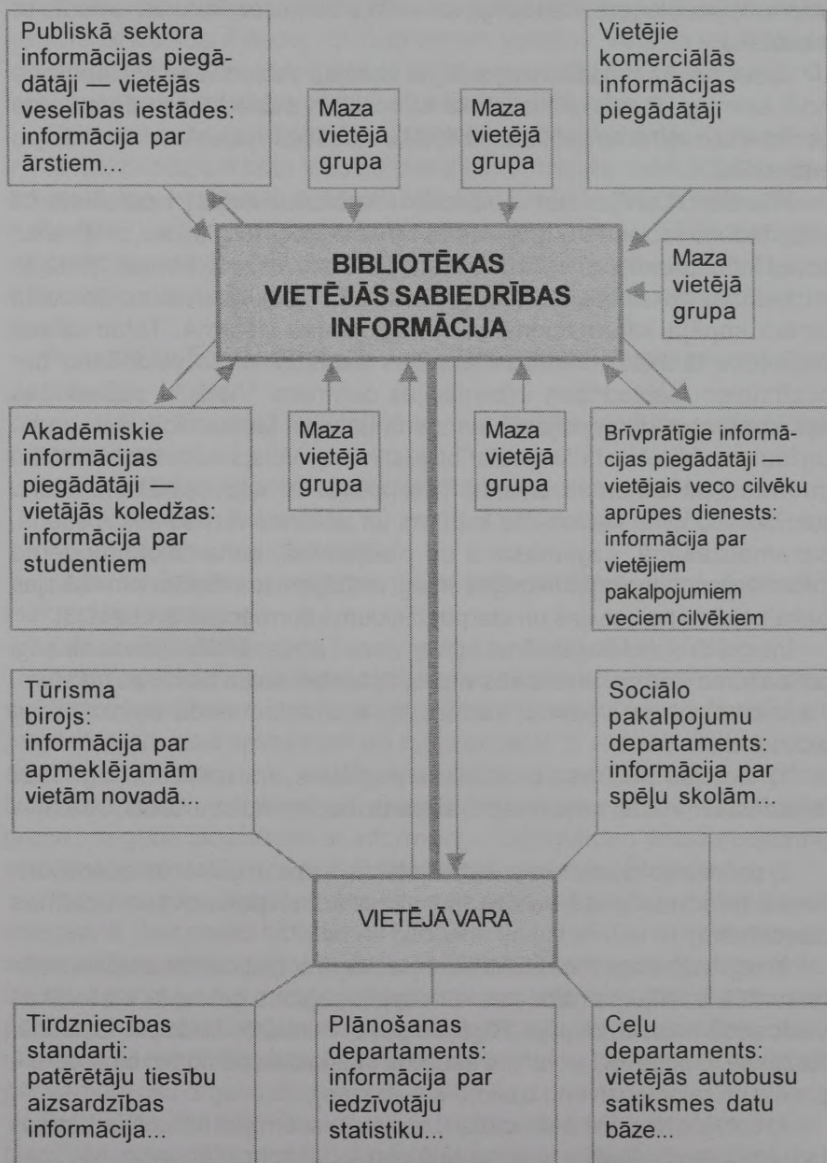 Publiskā sektora
informācijas piegā-
dātāji — vietējās
veselības iestādes:
informācija par
ārstiem...
Maza
vietējā
grupa
Maza
vietējā
grupa
Vietējie
komerciālās
informācijas
piegādātāji
BIBLIOTĒKAS
VIETĒJĀS SABIEDRĪBAS
INFORMĀCIJA
Maza
vietējā
grupa
Akadēmiskie
informācijas
piegādātāji —
vietājās koledžas:
informācija par
studentiem
Maza
vietējā
grupa
Maza
vietējā
grupa
Brīvprātīgie informā-
cijas piegādātāji —
vietējais veco cilvēku
aprūpes dienests:
informācija par
vietējiem
pakalpojumiem
veciem cilvēkiem
Tūrisma
birojs:
informācija par
apmeklējamām
vietām novadā...
Sociālo
pakalpojumu
departaments:
informācija par
spēļu skolām...
VIETĒJĀ VARA
Tirdzniecības
standarti:
patērētāju tiesību
aizsardzības
informācija...
Plānošanas
departaments:
informācija par
iedzīvotāju
statistiku...
Ceļu
departaments:
vietējās autobusu
satiksmes datu
bāze...